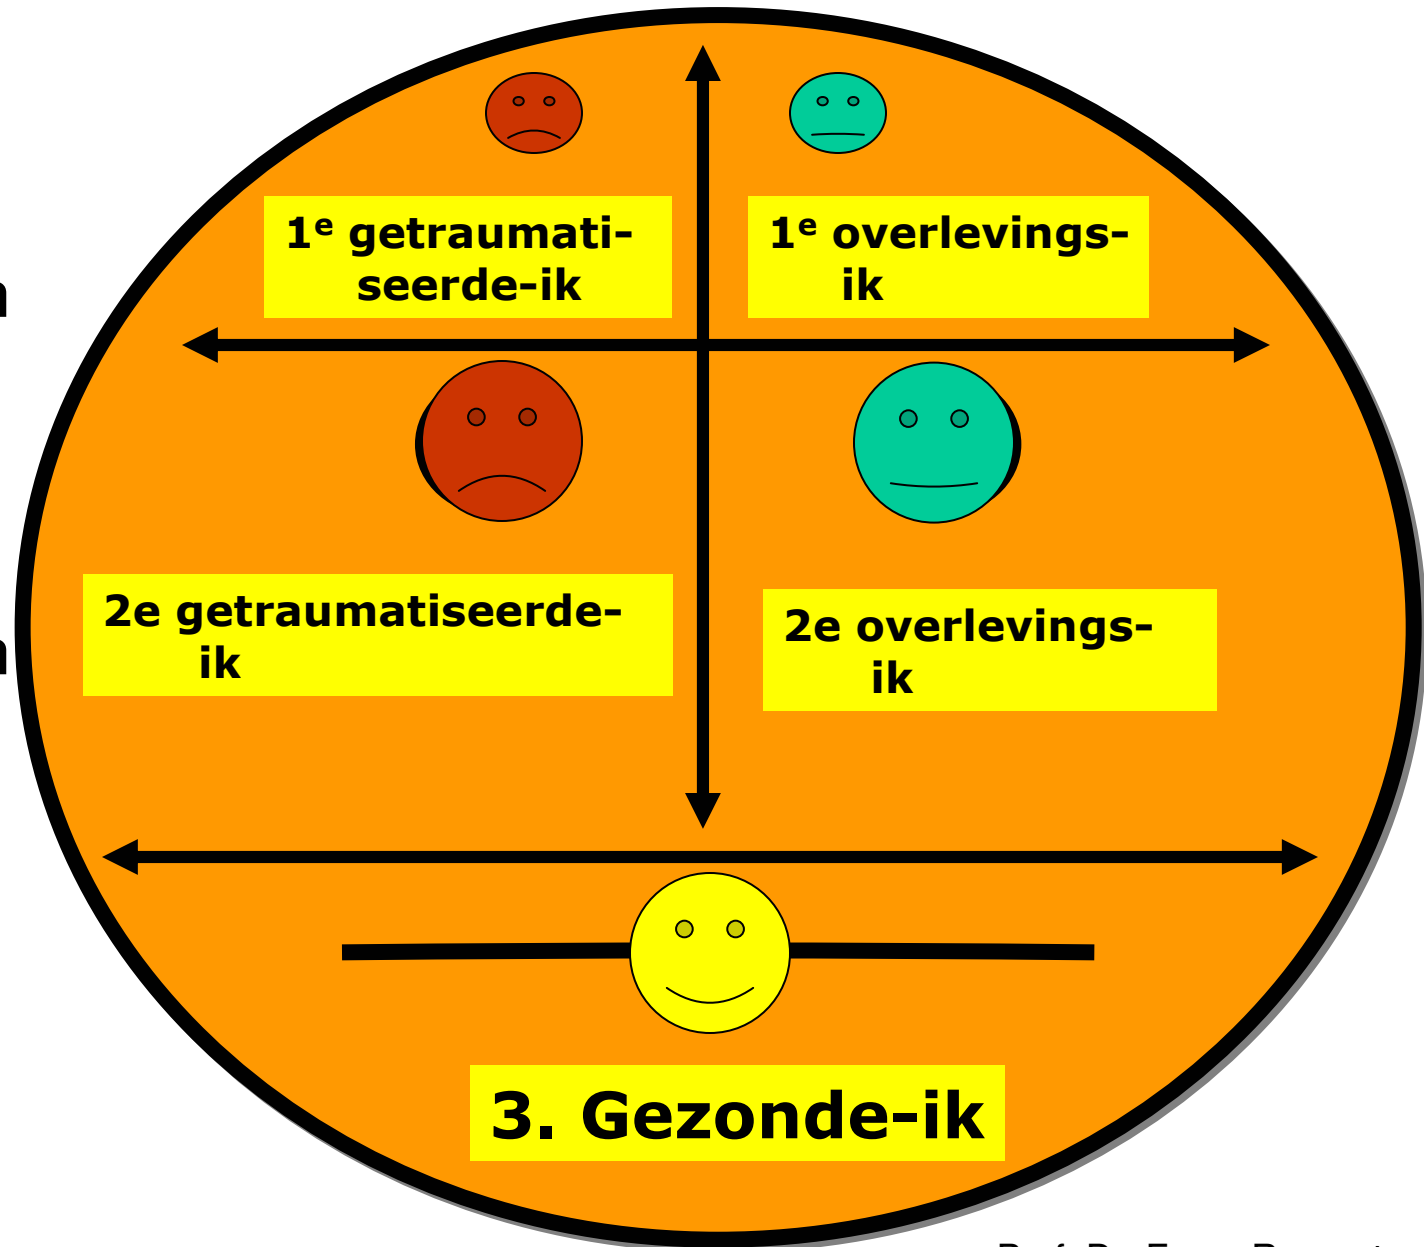 1e getraumati-
seerde-ik
1e overlevings-
ik
2e getraumatiseerde-
ik
2e overlevings-
ik
3. Gezonde-ik